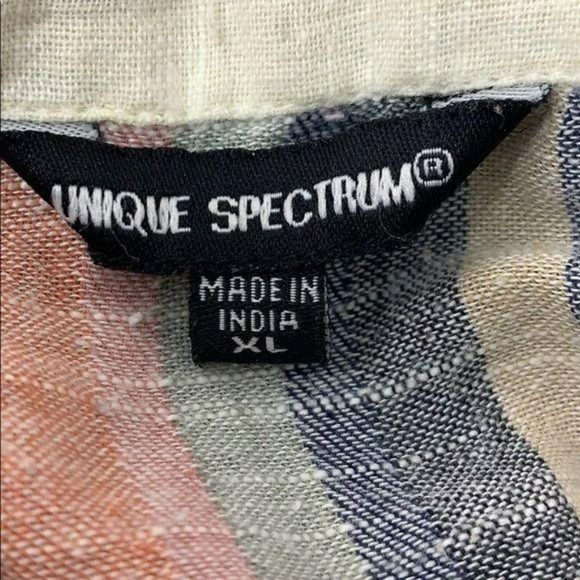 UNIQUE SPECTRUM®
MADE IN
INDIA
XL